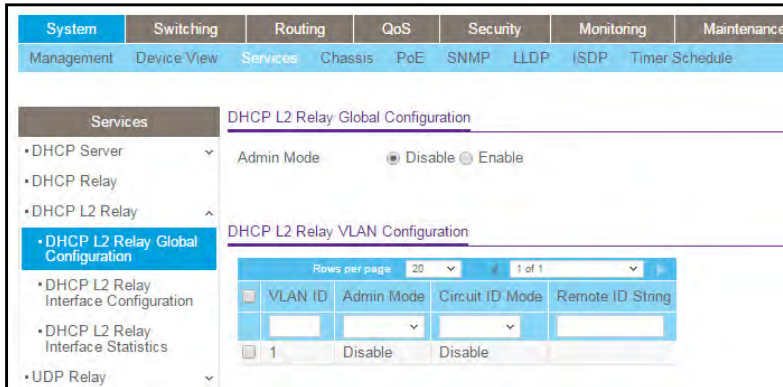 System Switching Routing QoS Security Monitoring Maintenance
Management Device View Services Chassis PoE SNMP LLDP ISDP Timer Schedule
Services
DHCP L2 Relay Global Configuration
• DHCP Server
Admin Mode Disable Enable
• DHCP Relay
• DHCP L2 Relay
DHCP L2 Relay VLAN Configuration
• DHCP L2 Relay Global
Configuration
Rows per page 20 1 of 1
• DHCP L2 Relay
Interface Configuration
VLAN ID Admin Mode Circuit ID Mode Remote ID String
• DHCP L2 Relay
Interface Statistics
1 Disable Disable
• UDP Relay